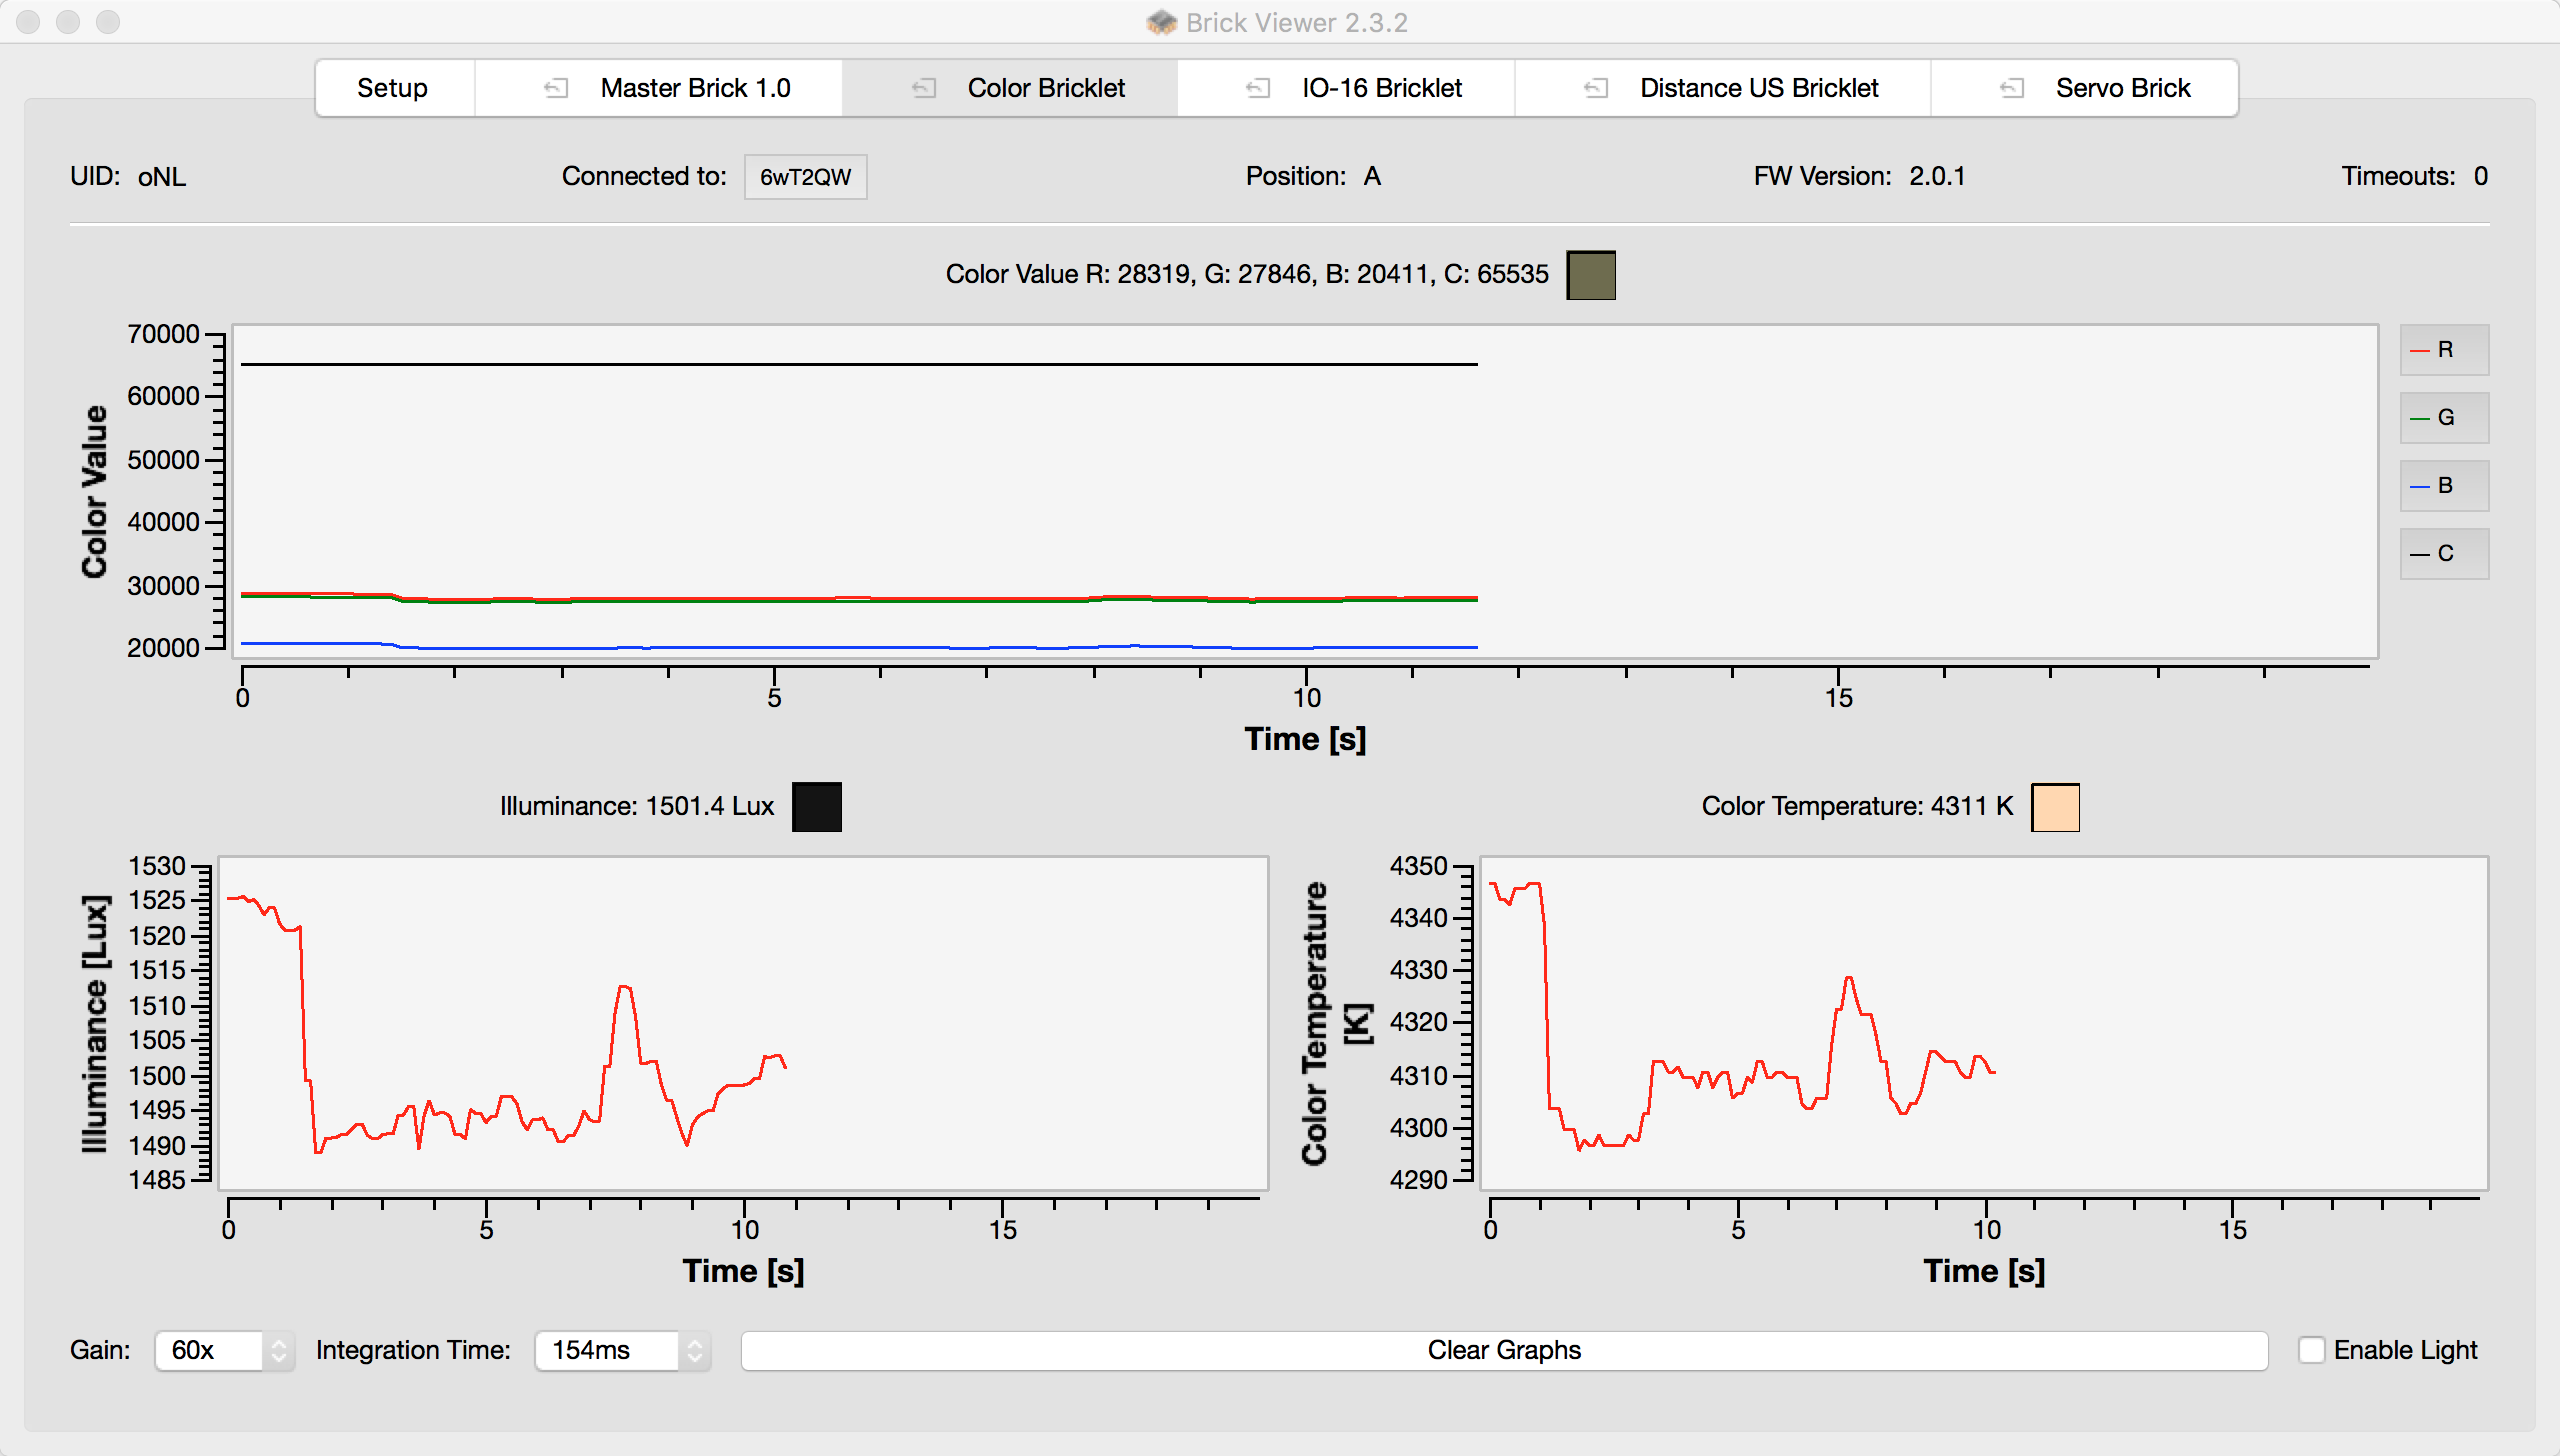 Brick Viewer 2.3.2
Setup Master Brick 1.0 Color Bricklet IO-16 Bricklet Distance US Bricklet Servo Brick
UID: oNL Connected to: 6wT2QW Position: A FW Version: 2.0.1 Timeouts: 0
Color Value R: 28319, G: 27846, B: 20411, C: 65535
Color Value
70000
60000
50000
40000
30000
20000
R
G
B
C
0 5 10 15
Time [s]
Illuminance: 1501.4 Lux
Illuminance [Lux]
1530
1525
1520
1515
1510
1505
1500
1495
1490
1485
0 5 10 15
Time [s]
Color Temperature: 4311 K
Color Temperature
[K]
4350
4340
4330
4320
4310
4300
4290
0 5 10 15
Time [s]
Gain: 60x Integration Time: 154ms Clear Graphs Enable Light